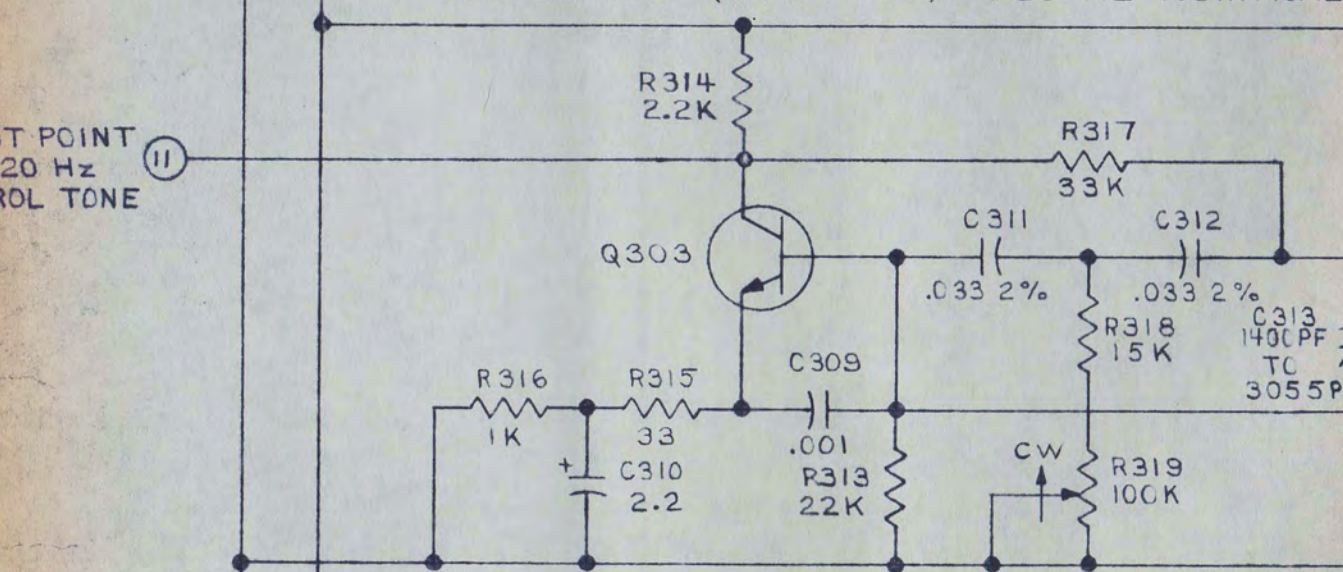 R314
2.2K
T POINT
20 Hz
ROL TONE
11
R317
33K
Q303
C311
.033 2%
C312
.033 2%
C313
1400PF
TO
3055P
R318
15K
R316
1K
R315
33
C309
.001
+
C310
2.2
R313
22K
CW
R319
100K